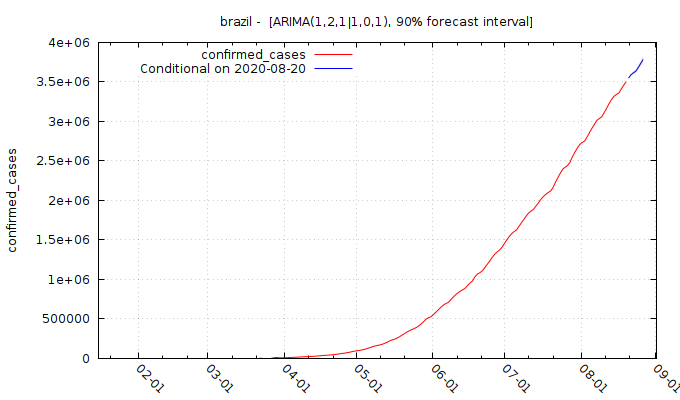 brazil -  [ARIMA(1,2,1|1,0,1), 90% forecast interval]
confirmed_cases
Conditional on 2020-08-20
confirmed_cases
4e+06
3.5e+06
3e+06
2.5e+06
2e+06
1.5e+06
1e+06
500000
0
02-01
03-01
04-01
05-01
06-01
07-01
08-01
09-01